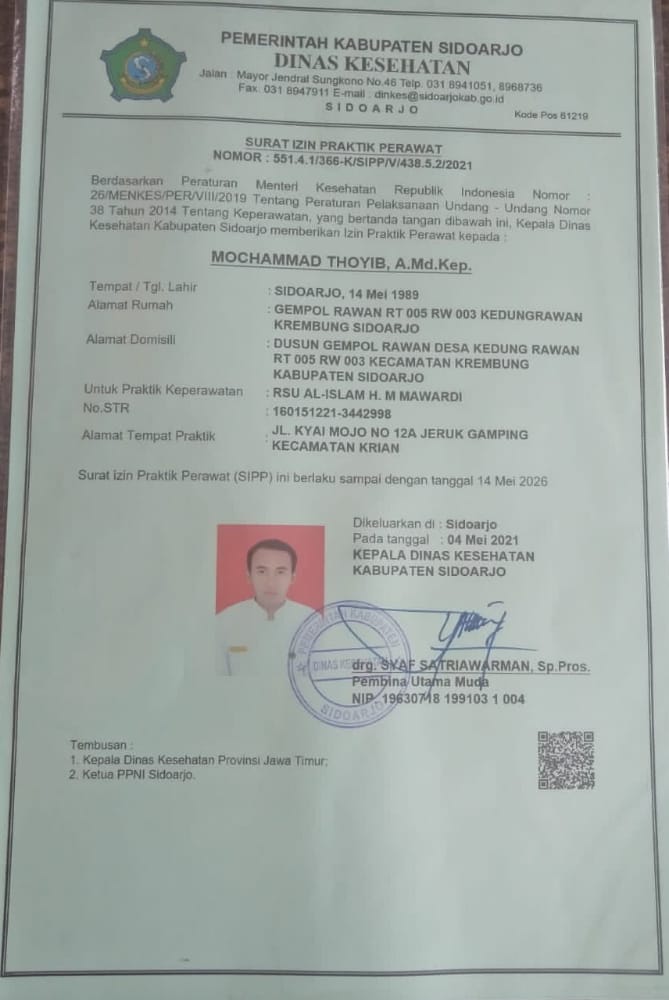 PEMERINTAH KABUPATEN SIDOARJO
DINAS KESEHATAN
Jalan : Mayor Jendral Sungkono No.46 Telp. 031 8941051, 8968736
Fax. 031 8947911 E-mail : dinkes@sidoarjokab.go.id
SIDOARJO
Kode Pos 61219
SURAT IZIN PRAKTIK PERAWAT
NOMOR : 551.4.1/366-K/SIPP/V/438.5.2/2021
Berdasarkan Peraturan Menteri Kesehatan Republik Indonesia Nomor :
26/MENKES/PER/VIII/2019 Tentang Peraturan Pelaksanaan Undang - Undang Nomor
38 Tahun 2014 Tentang Keperawatan, yang bertanda tangan dibawah ini, Kepala Dinas
Kesehatan Kabupaten Sidoarjo memberikan Izin Praktik Perawat kepada :
MOCHAMMAD THOYIB, A.Md.Kep.
Tempat / Tgl. Lahir : SIDOARJO, 14 Mei 1989
Alamat Rumah : GEMPOL RAWAN RT 005 RW 003 KEDUNGRAWAN
KREMBUNG SIDOARJO
Alamat Domisili : DUSUN GEMPOL RAWAN DESA KEDUNG RAWAN
RT 005 RW 003 KECAMATAN KREMBUNG
KABUPATEN SIDOARJO
Untuk Praktik Keperawatan : RSU AL-ISLAM H. M MAWARDI
No.STR : 160151221-3442998
Alamat Tempat Praktik : JL. KYAI MOJO NO 12A JERUK GAMPING
KECAMATAN KRIAN
Surat izin Praktik Perawat (SIPP) ini berlaku sampai dengan tanggal 14 Mei 2026
Dikeluarkan di : Sidoarjo
Pada tanggal : 04 Mei 2021
KEPALA DINAS KESEHATAN
KABUPATEN SIDOARJO
PEMERINTAH KABUPATEN
DINAS KESEHATAN
SIDOARJO
drg. SYAF SATRIAWARMAN, Sp.Pros.
Pembina Utama Muda
NIP. 19630718 199103 1 004
Tembusan :
1. Kepala Dinas Kesehatan Provinsi Jawa Timur;
2. Ketua PPNI Sidoarjo.